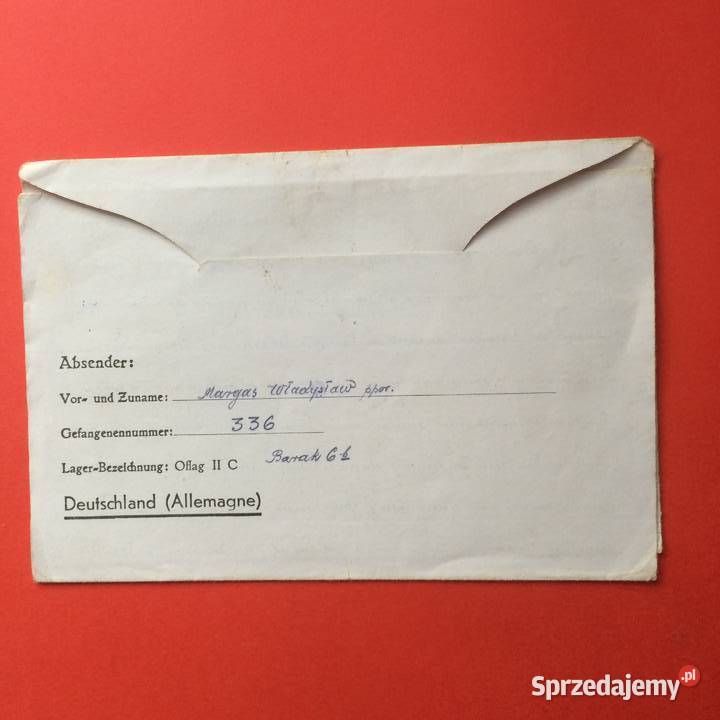 Absender:
Vor- und Zuname: Margas Władysław ppor.
Gefangenennummer: 336
Lager-Bezeichnung: Oflag II C Barak 6
Deutschland (Allemagne)
Sprzedajemy.pl